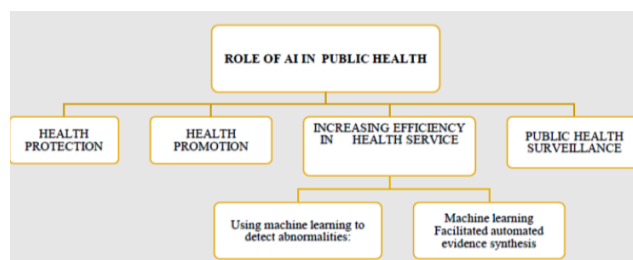 ROLE OF AI IN PUBLIC HEALTH
HEALTH
PROTECTION
HEALTH
PROMOTION
INCREASING EFFICIENCY
IN HEALTH SERVICE
PUBLIC HEALTH
SURVEILLANCE
Using machine learning to
detect abnormalities:
Machine learning
Facilitated automated
evidence synthesis